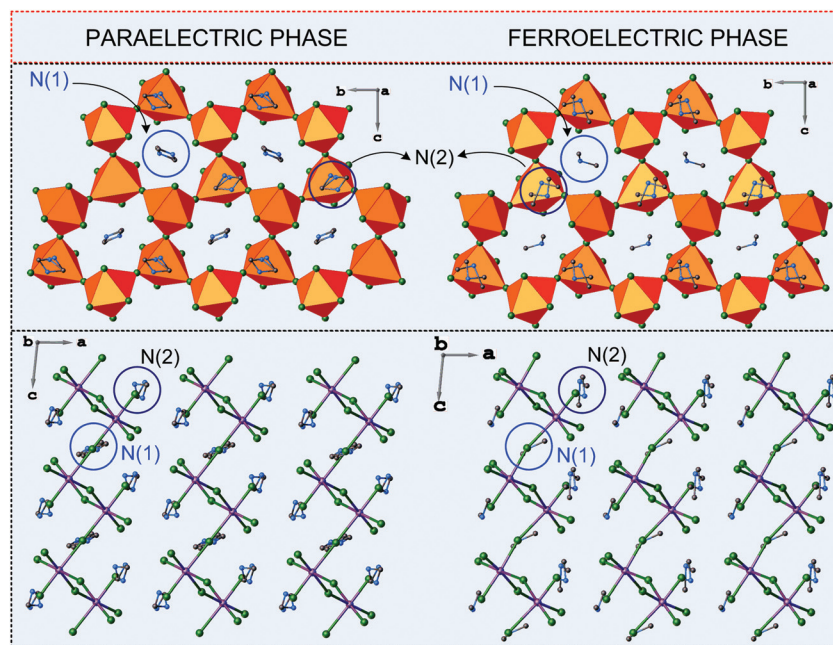 PARAELECTRIC PHASE
FERROELECTRIC PHASE
N(1)
b
a
c
N(1)
b
a
c
N(2)
b
a
c
N(2)
N(1)
b
a
c
N(2)
N(1)